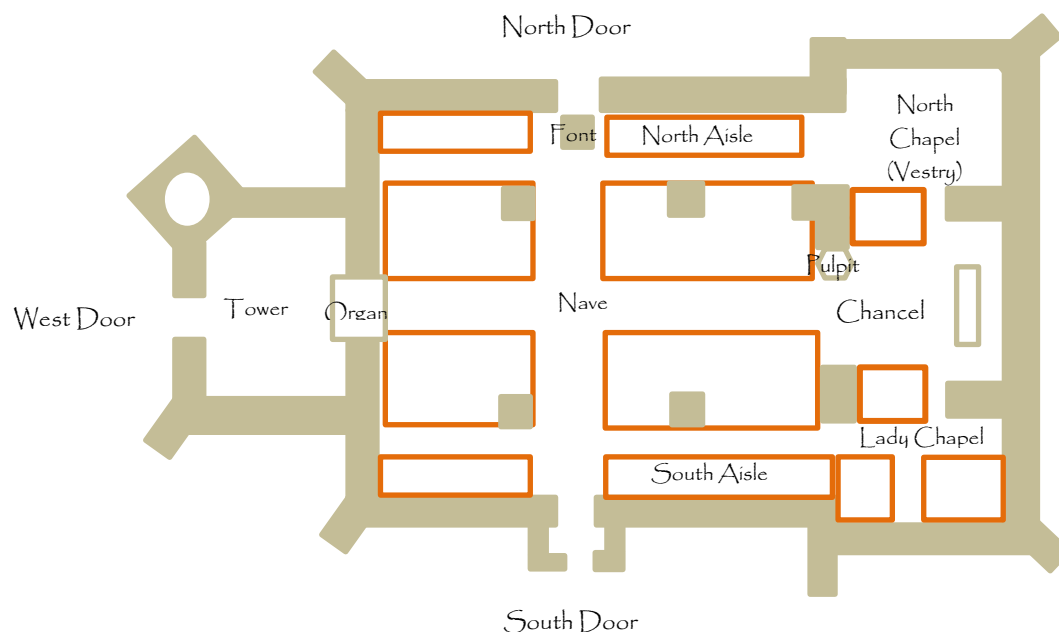 North Door
North
Chapel
(Vestry)
Font
North Aisle
Pulpit
West Door
Tower
Organ
Nave
Chancel
Lady Chapel
South Aisle
South Door